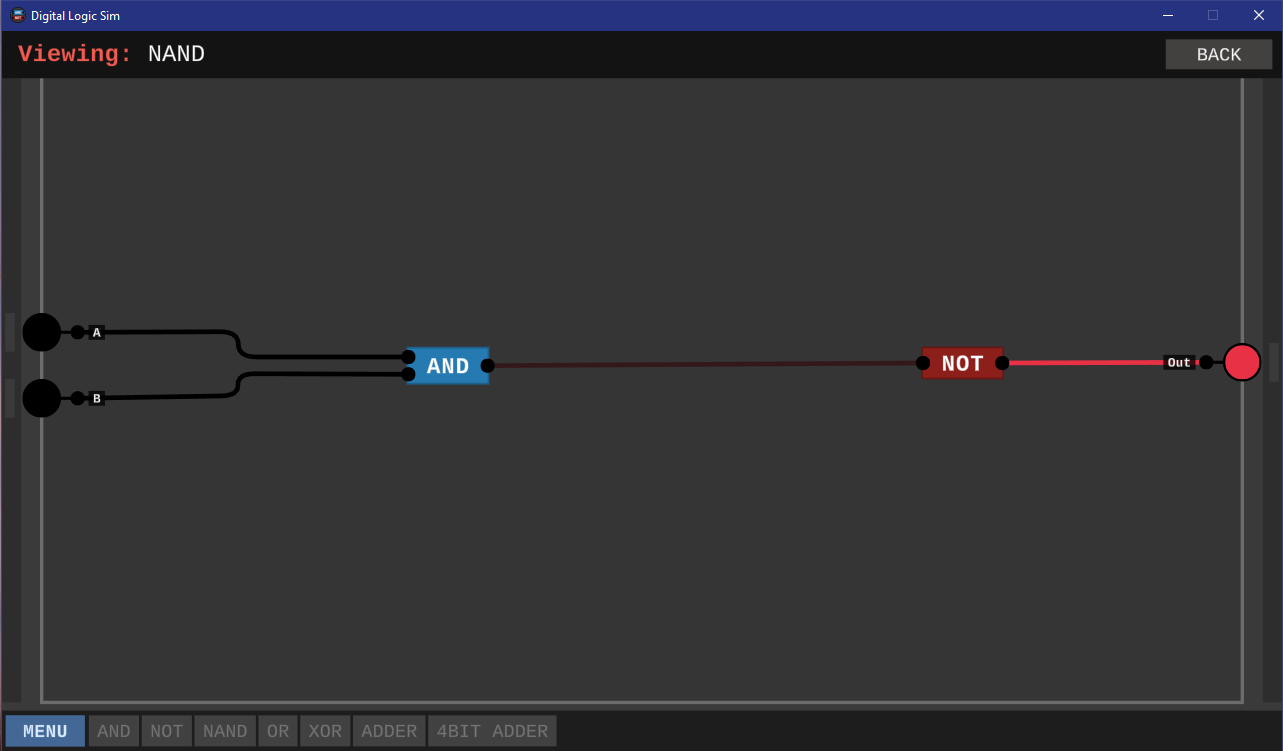 Digital Logic Sim
Viewing: NAND
BACK
A
AND
NOT
Out
B
MENU AND NOT NAND OR XOR ADDER 4BIT ADDER